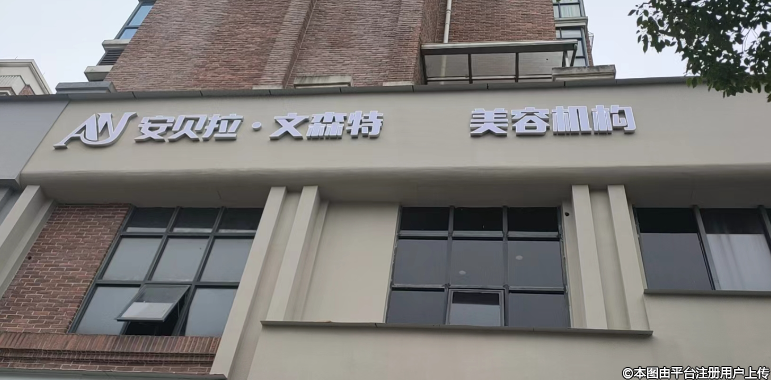 安贝拉·文森特 美容机构
©本图由平台注册用户上传